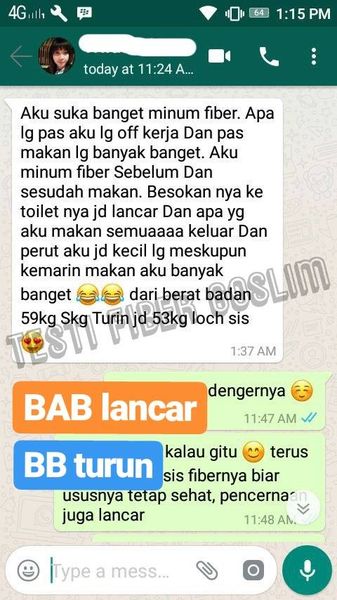 4G 64 1:15 PM
today at 11:24 A...
Aku suka banget minum fiber. Apa
lg pas aku lg off kerja Dan pas
makan lg banyak banget. Aku
minum fiber Sebelum Dan
sesudah makan. Besokan nya ke
toilet nya jd lancar Dan apa yg
aku makan semuaaaa keluar Dan
perut aku jd kecil lg meskupun
kemarin makan aku banyak
banget 😂😂 dari berat badan
59kg Skg Turin jd 53kg loch sis
😍
1:37 AM
TESTI FIBER COSLIM
dengernya ☺️
11:47 AM
BAB lancar
kalau gitu 😊 terus
BB turun
sis fibernya biar
ususnya tetap sehat, pencernaan
juga lancar
11:48 AM
Type a mess...